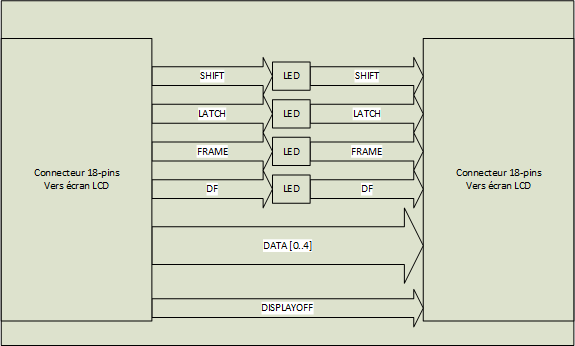 SHIFT
LED
SHIFT
LATCH
LED
LATCH
FRAME
LED
FRAME
DF
LED
DF
Connecteur 18-pins
Vers écran LCD
Connecteur 18-pins
Vers écran LCD
DATA [0..4]
DISPLAYOFF